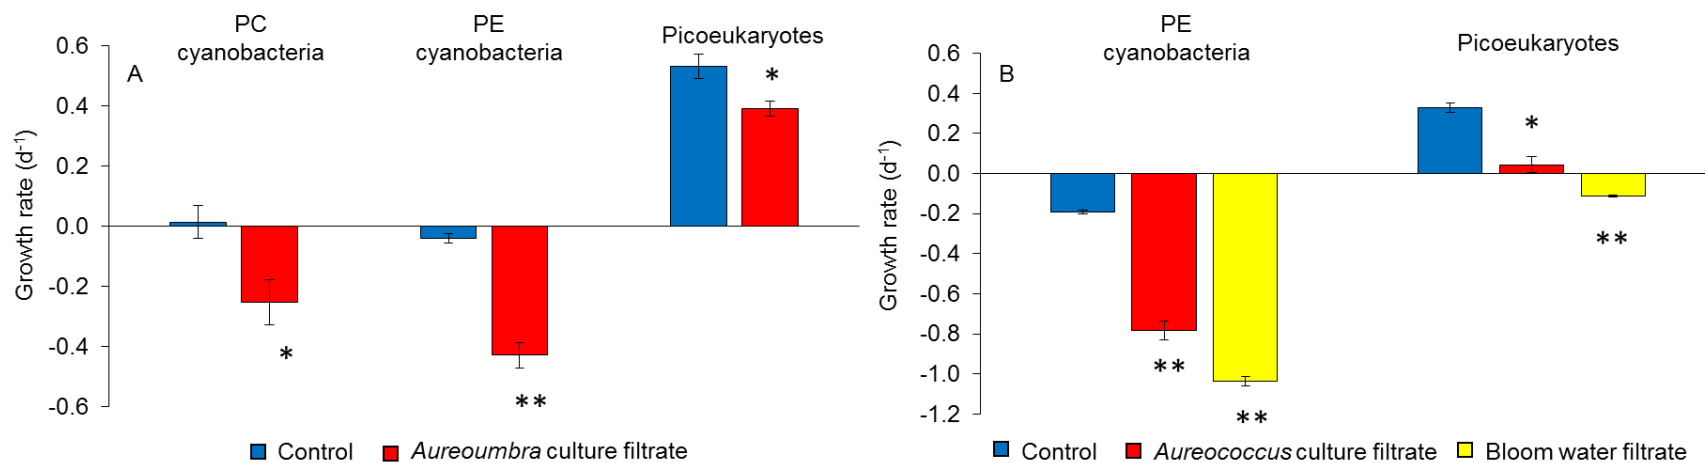 PC
cyanobacteria
PE
cyanobacteria
Picoeukaryotes
A
*
*
**
0.6
0.4
0.2
0.0
-0.2
-0.4
-0.6
Growth rate (d-1)
Control
Aureoumbra culture filtrate
PE
cyanobacteria
Picoeukaryotes
B
*
**
**
**
0.6
0.4
0.2
0.0
-0.2
-0.4
-0.6
-0.8
-1.0
-1.2
Growth rate (d-1)
Control
Aureococcus culture filtrate
Bloom water filtrate